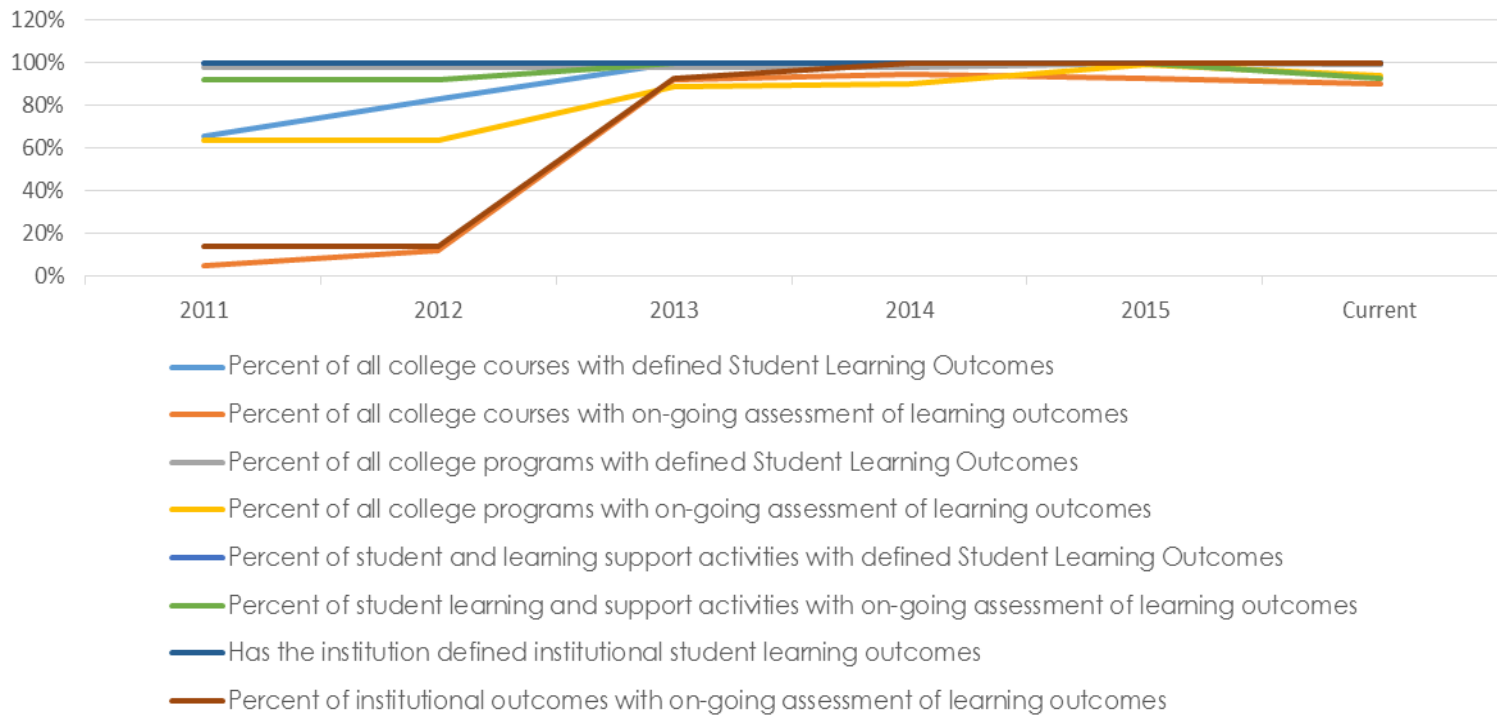 120%
100%
80%
60%
40%
20%
0%
2011 2012 2013 2014 2015 Current
Percent of all college courses with defined Student Learning Outcomes
Percent of all college courses with on-going assessment of learning outcomes
Percent of all college programs with defined Student Learning Outcomes
Percent of all college programs with on-going assessment of learning outcomes
Percent of student and learning support activities with defined Student Learning Outcomes
Percent of student learning and support activities with on-going assessment of learning outcomes
Has the institution defined institutional student learning outcomes
Percent of institutional outcomes with on-going assessment of learning outcomes